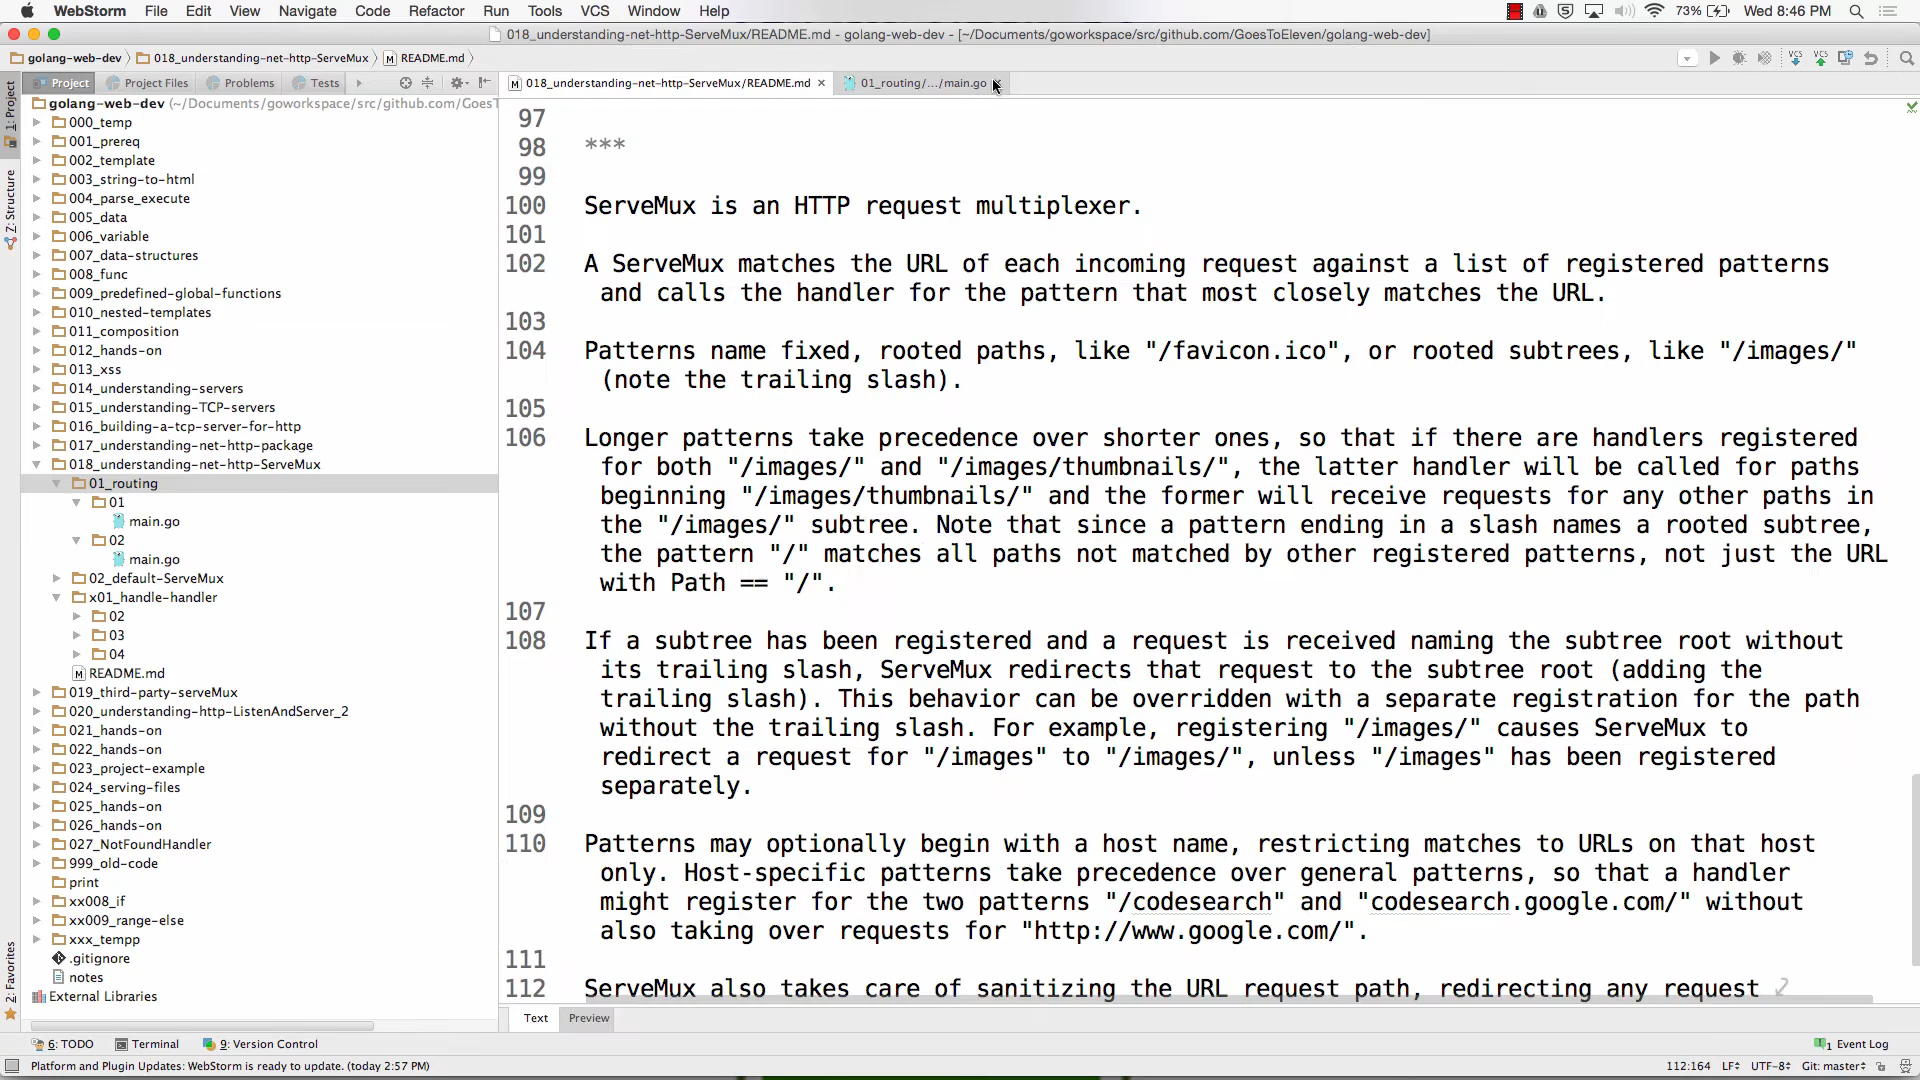 WebStorm File Edit View Navigate Code Refactor Run Tools VCS Window Help 73% Wed 8:46 PM
018_understanding-net-http-ServeMux/README.md - golang-web-dev - [~/Documents/goworkspace/src/github.com/GoesToEleven/golang-web-dev]
golang-web-dev 018_understanding-net-http-ServeMux README.md
Project Project Files Problems Tests 018_understanding-net-http-ServeMux/README.md 01_routing/.../main.go
1: Project
Z: Structure
2: Favorites
golang-web-dev (~/Documents/goworkspace/src/github.com/GoesT
000_temp
001_prereq
002_template
003_string-to-html
004_parse_execute
005_data
006_variable
007_data-structures
008_func
009_predefined-global-functions
010_nested-templates
011_composition
012_hands-on
013_xss
014_understanding-servers
015_understanding-TCP-servers
016_building-a-tcp-server-for-http
017_understanding-net-http-package
018_understanding-net-http-ServeMux
01_routing
01
main.go
02
main.go
02_default-ServeMux
x01_handle-handler
02
03
04
README.md
019_third-party-serveMux
020_understanding-http-ListenAndServer_2
021_hands-on
022_hands-on
023_project-example
024_serving-files
025_hands-on
026_hands-on
027_NotFoundHandler
999_old-code
print
xx008_if
xx009_range-else
xxx_tempp
.gitignore
notes
External Libraries
97
98 ***
99
100 ServeMux is an HTTP request multiplexer.
101
102 A ServeMux matches the URL of each incoming request against a list of registered patterns
and calls the handler for the pattern that most closely matches the URL.
103
104 Patterns name fixed, rooted paths, like "/favicon.ico", or rooted subtrees, like "/images/"
(note the trailing slash).
105
106 Longer patterns take precedence over shorter ones, so that if there are handlers registered
for both "/images/" and "/images/thumbnails/", the latter handler will be called for paths
beginning "/images/thumbnails/" and the former will receive requests for any other paths in
the "/images/" subtree. Note that since a pattern ending in a slash names a rooted subtree,
the pattern "/" matches all paths not matched by other registered patterns, not just the URL
with Path == "/".
107
108 If a subtree has been registered and a request is received naming the subtree root without
its trailing slash, ServeMux redirects that request to the subtree root (adding the
trailing slash). This behavior can be overridden with a separate registration for the path
without the trailing slash. For example, registering "/images/" causes ServeMux to
redirect a request for "/images" to "/images/", unless "/images" has been registered
separately.
109
110 Patterns may optionally begin with a host name, restricting matches to URLs on that host
only. Host-specific patterns take precedence over general patterns, so that a handler
might register for the two patterns "/codesearch" and "codesearch.google.com/" without
also taking over requests for "http://www.google.com/".
111
112 ServeMux also takes care of sanitizing the URL request path, redirecting any request
Text Preview
6: TODO Terminal 9: Version Control 1 Event Log
Platform and Plugin Updates: WebStorm is ready to update. (today 2:57 PM) 112:164 LF UTF-8 Git: master